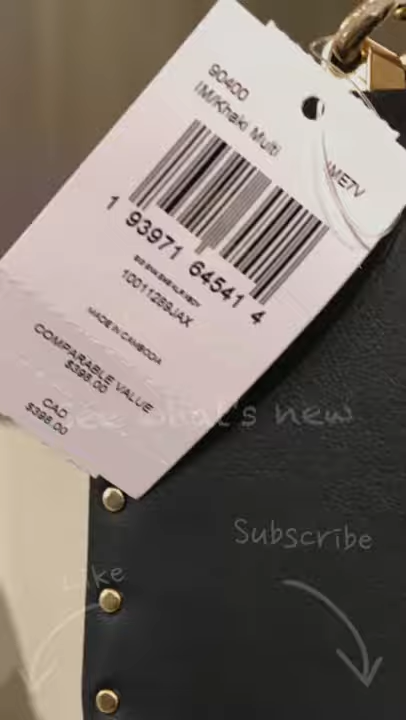 90400
IM/Khaki Multi
1 93971 64541 4
MADE IN CAMBODIA
COMPARABLE VALUE
$398.00
CAD
$398.00
See what's new
Subscribe
Like